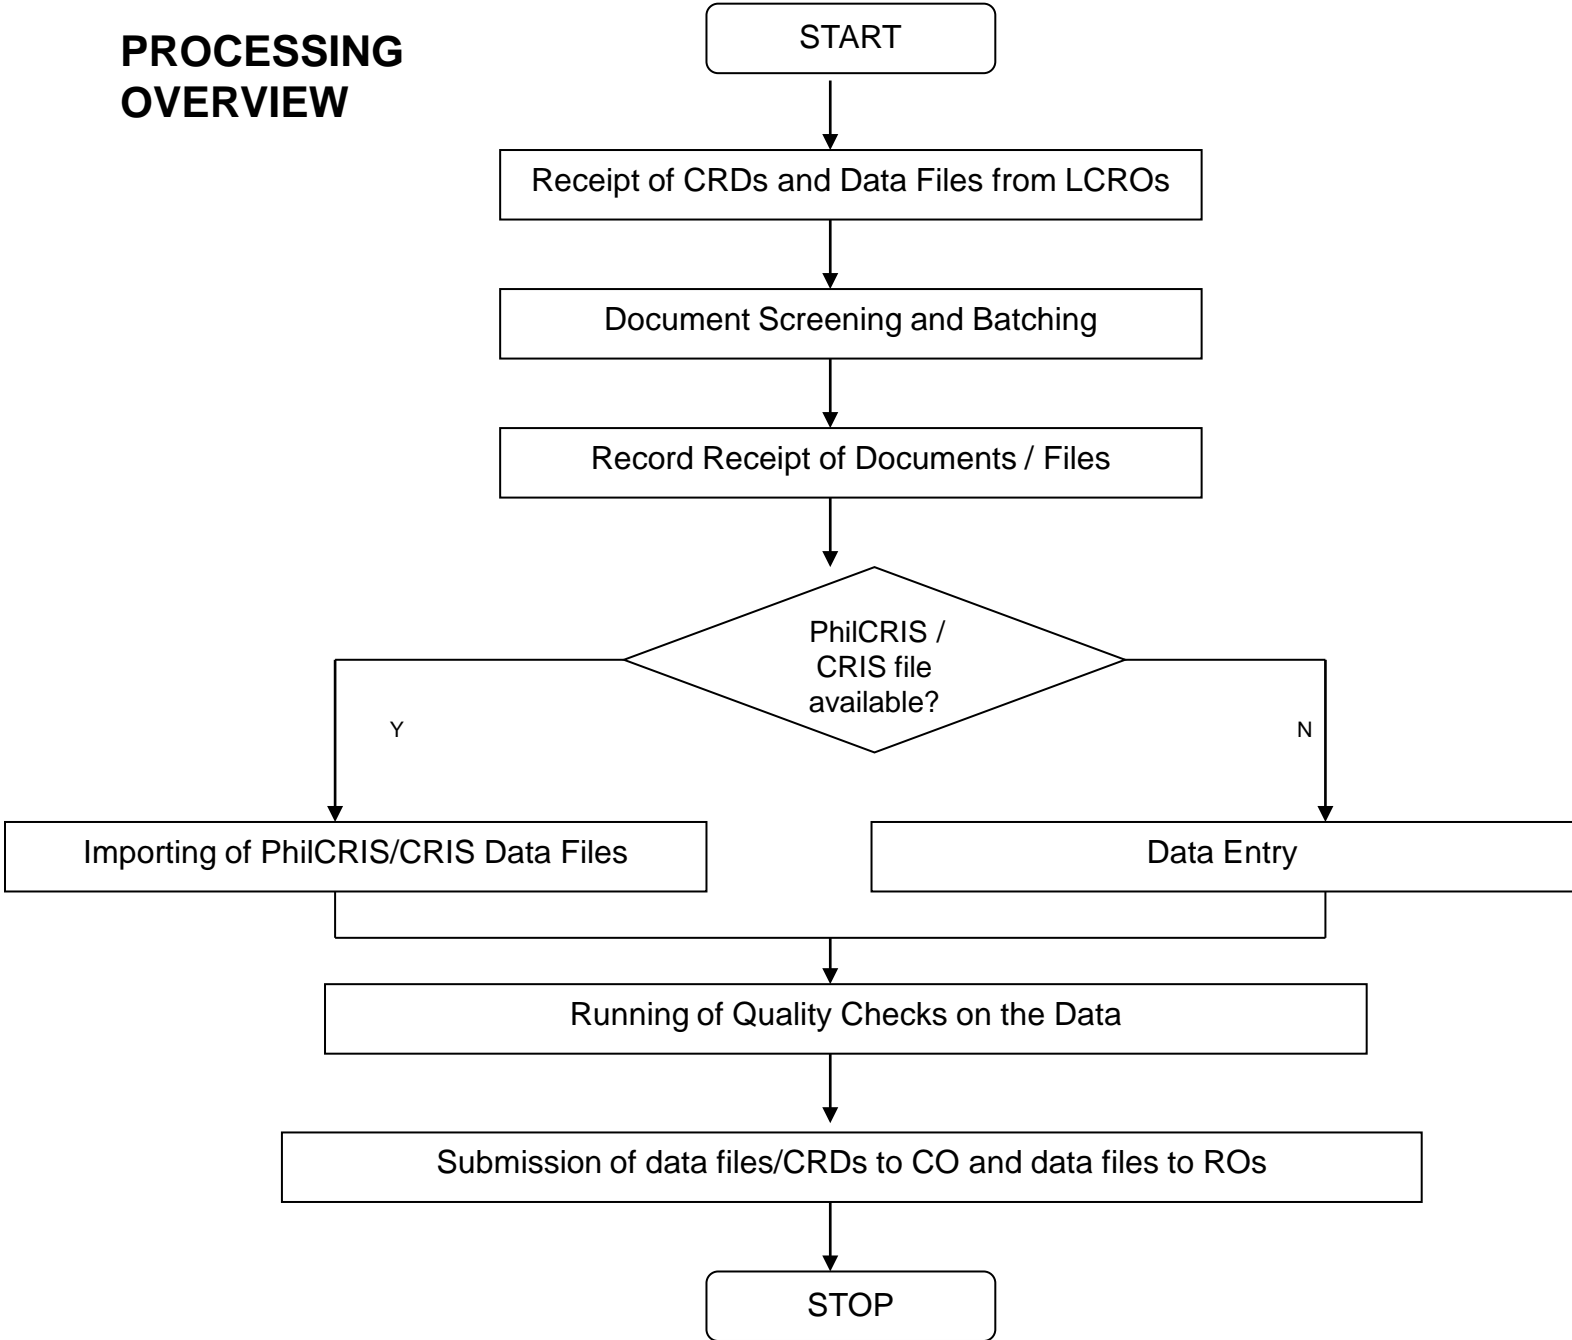 PROCESSING
OVERVIEW
START
Receipt of CRDs and Data Files from LCROs
Document Screening and Batching
Record Receipt of Documents / Files
PhilCRIS /
CRIS file
available?
Y
N
Importing of PhilCRIS/CRIS Data Files
Data Entry
Running of Quality Checks on the Data
Submission of data files/CRDs to CO and data files to ROs
STOP